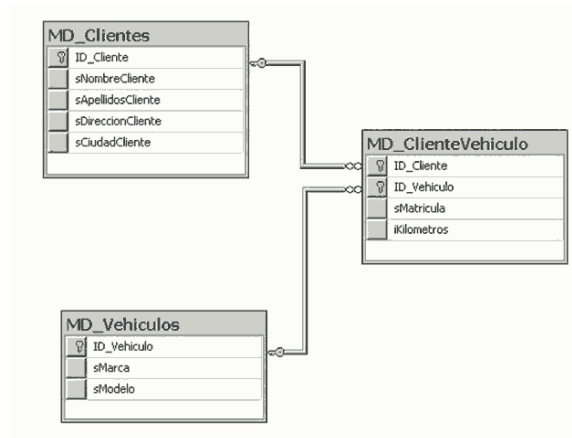 MD_Clientes
ID_Cliente
sNombreCliente
sApellidosCliente
sDireccionCliente
sCiudadCliente
MD_ClienteVehiculo
ID_Cliente
ID_Vehiculo
sMatricula
iKilometros
MD_Vehiculos
ID_Vehiculo
sMarca
sModelo